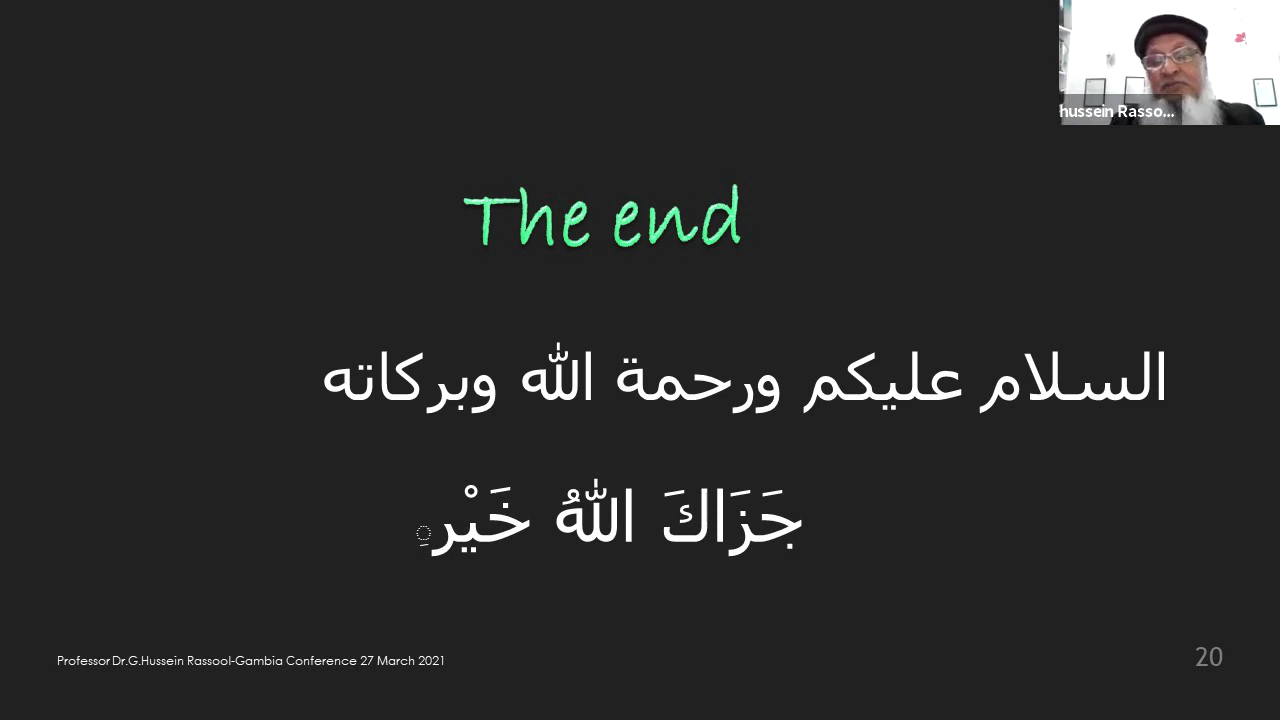 hussein Rasso...
The end
السلام عليكم ورحمة الله وبركاته
جَزَاكَ اللهُ خَيْرِ
Professor Dr.G.Hussein Rassool-Gambia Conference 27 March 2021
20